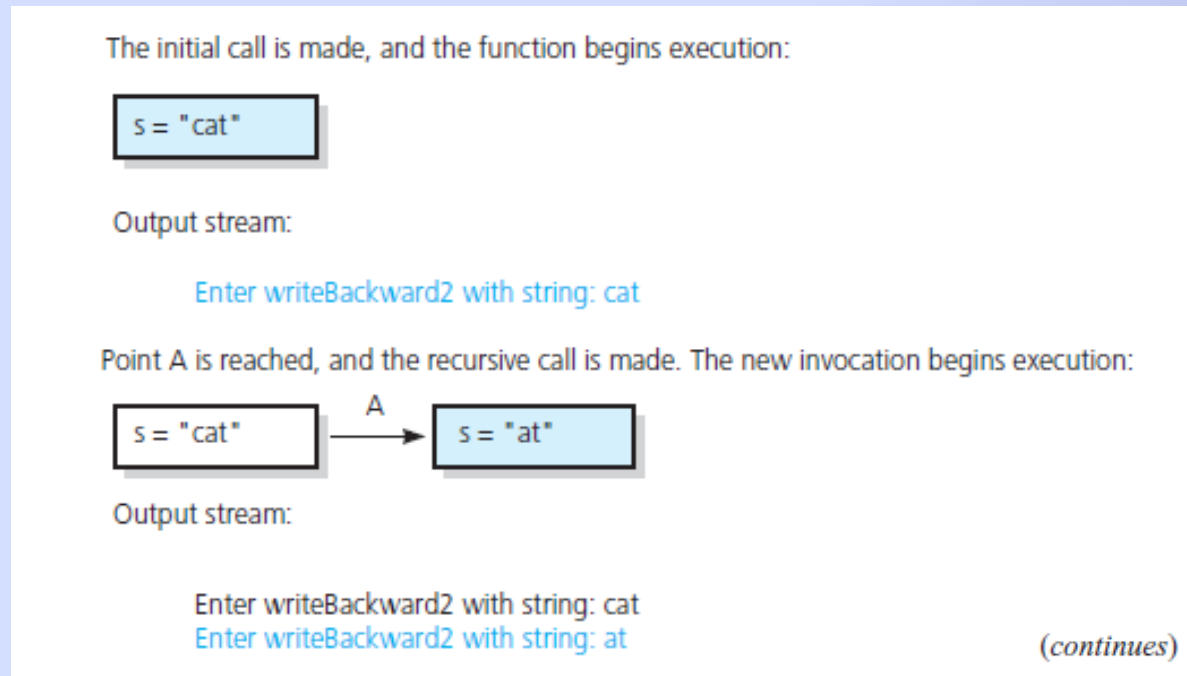 The initial call is made, and the function begins execution:
s = "cat"
Output stream:
Enter writeBackward2 with string: cat
Point A is reached, and the recursive call is made. The new invocation begins execution:
A
s = "cat" s = "at"
Output stream:
Enter writeBackward2 with string: cat
Enter writeBackward2 with string: at
(continues)